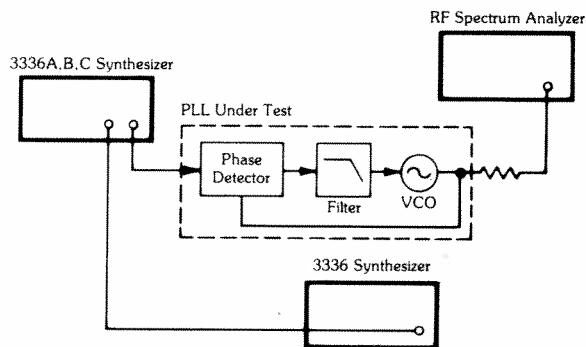 RF Spectrum Analyzer
3336A,B,C Synthesizer
PLL Under Test
Phase
Detector
Filter
VCO
3336 Synthesizer